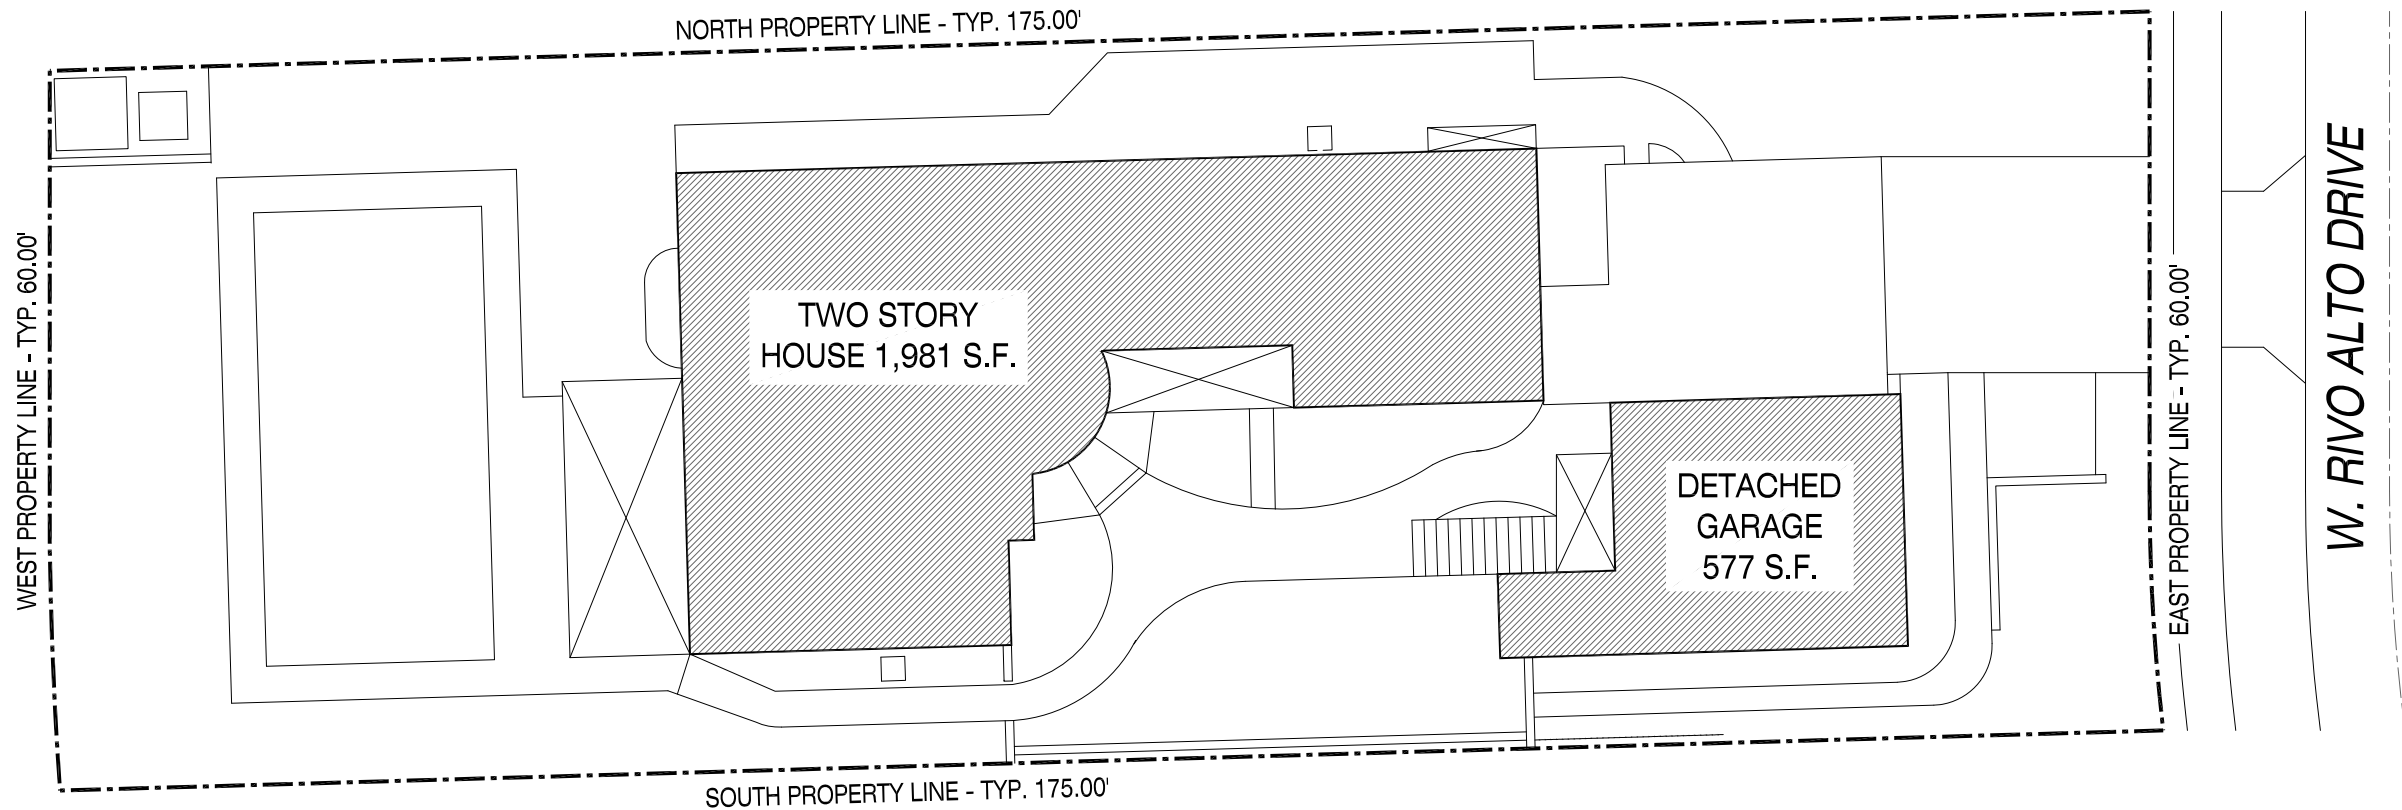 NORTH PROPERTY LINE - TYP. 175.00'
WEST PROPERTY LINE - TYP. 60.00'
TWO STORY
HOUSE 1,981 S.F.
DETACHED
GARAGE
577 S.F.
EAST PROPERTY LINE - TYP. 60.00'
W. RIVO ALTO DRIVE
SOUTH PROPERTY LINE - TYP. 175.00'